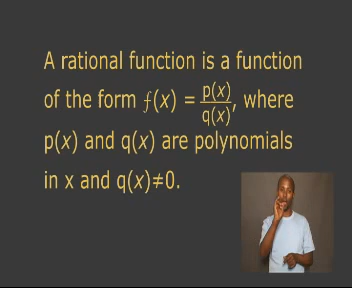 A rational function is a function
of the form ƒ(x) = p(x)/q(x), where
p(x) and q(x) are polynomials
in x and q(x)≠0.